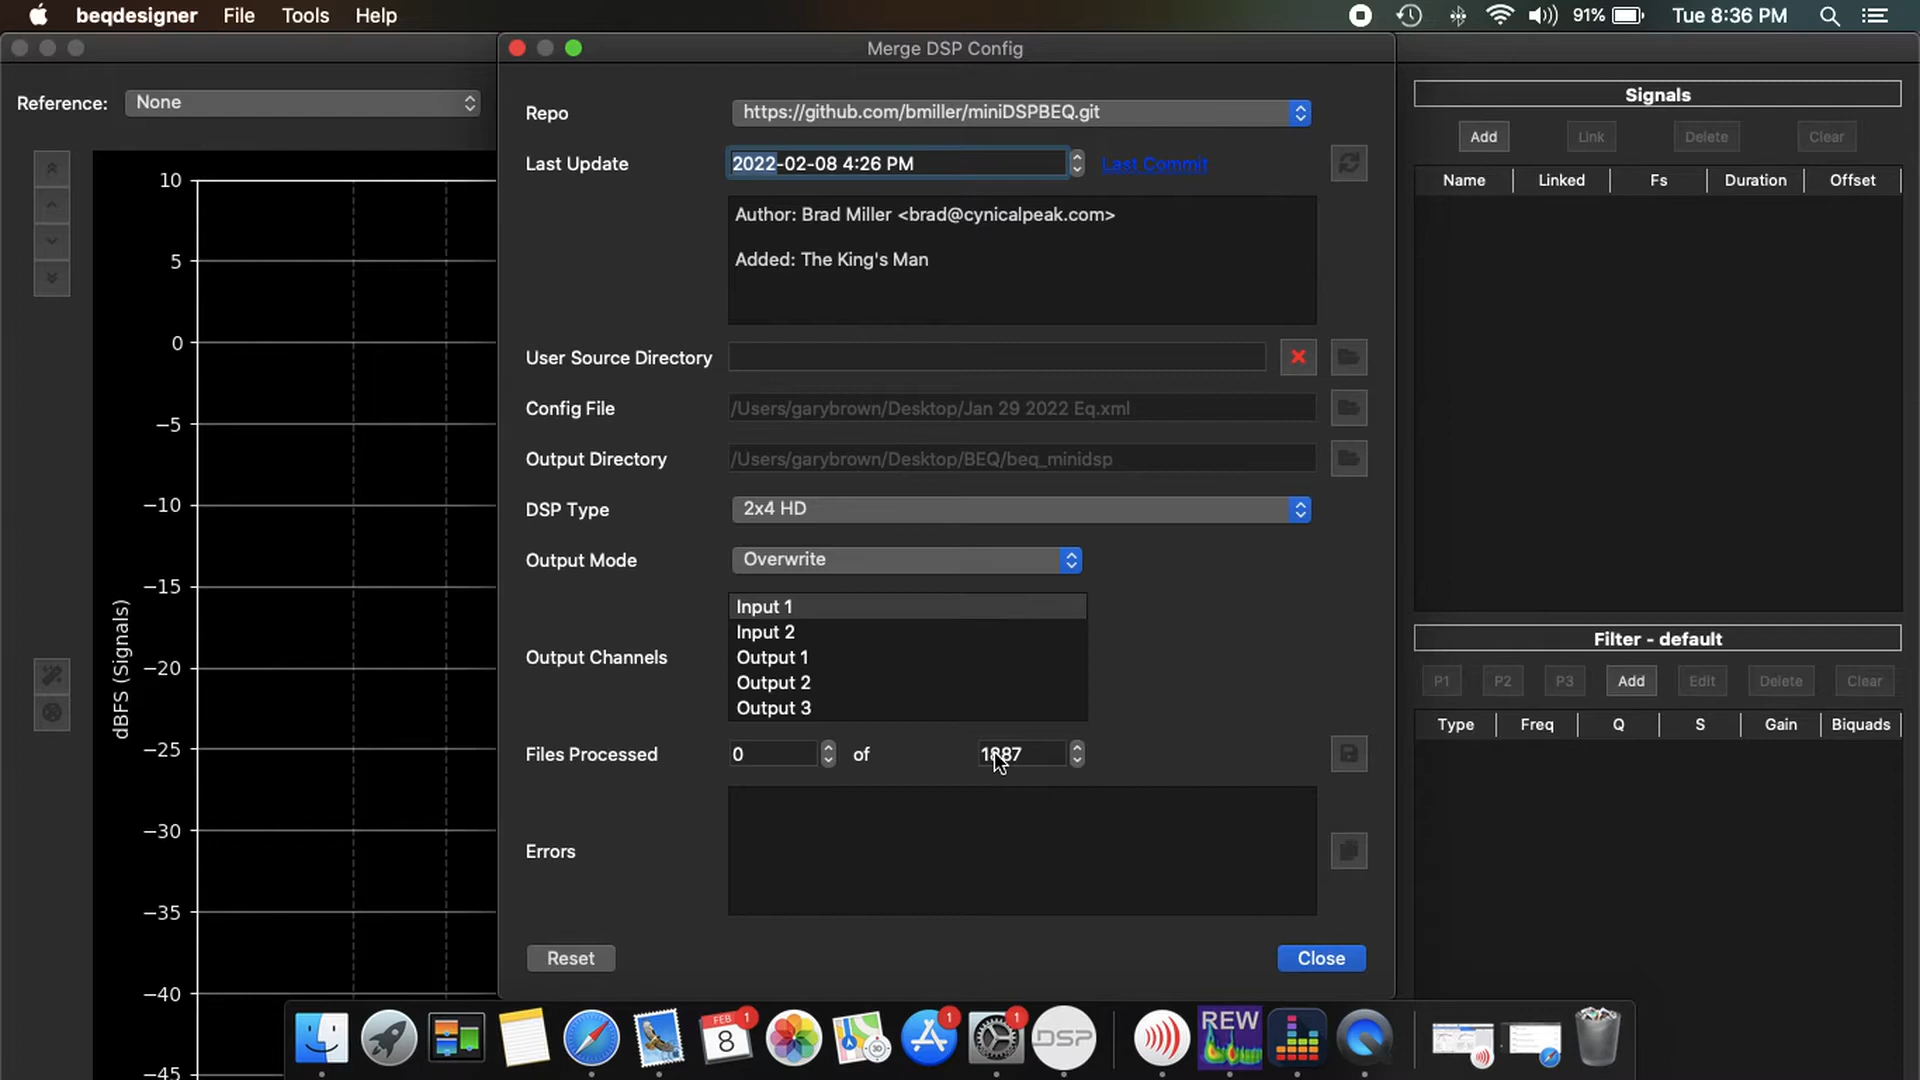 beqdesigner File Tools Help 91% Tue 8:36 PM
Merge DSP Config
Reference: None
10
5
0
−5
−10
−15
−20
−25
−30
−35
−40
−45
dBFS (Signals)
Repo https://github.com/bmiller/miniDSPBEQ.git
Last Update 2022-02-08 4:26 PM Last Commit
Author: Brad Miller <brad@cynicalpeak.com>
Added: The King's Man
User Source Directory
Config File /Users/garybrown/Desktop/Jan 29 2022 Eq.xml
Output Directory /Users/garybrown/Desktop/BEQ/beq_minidsp
DSP Type 2x4 HD
Output Mode Overwrite
Output Channels
Input 1
Input 2
Output 1
Output 2
Output 3
Files Processed 0 of 1887
Errors
Reset Close
Signals
Add Link Delete Clear
Name Linked Fs Duration Offset
Filter - default
P1 P2 P3 Add Edit Delete Clear
Type Freq Q S Gain Biquads
FEB 8 1 1 1 DSP REW